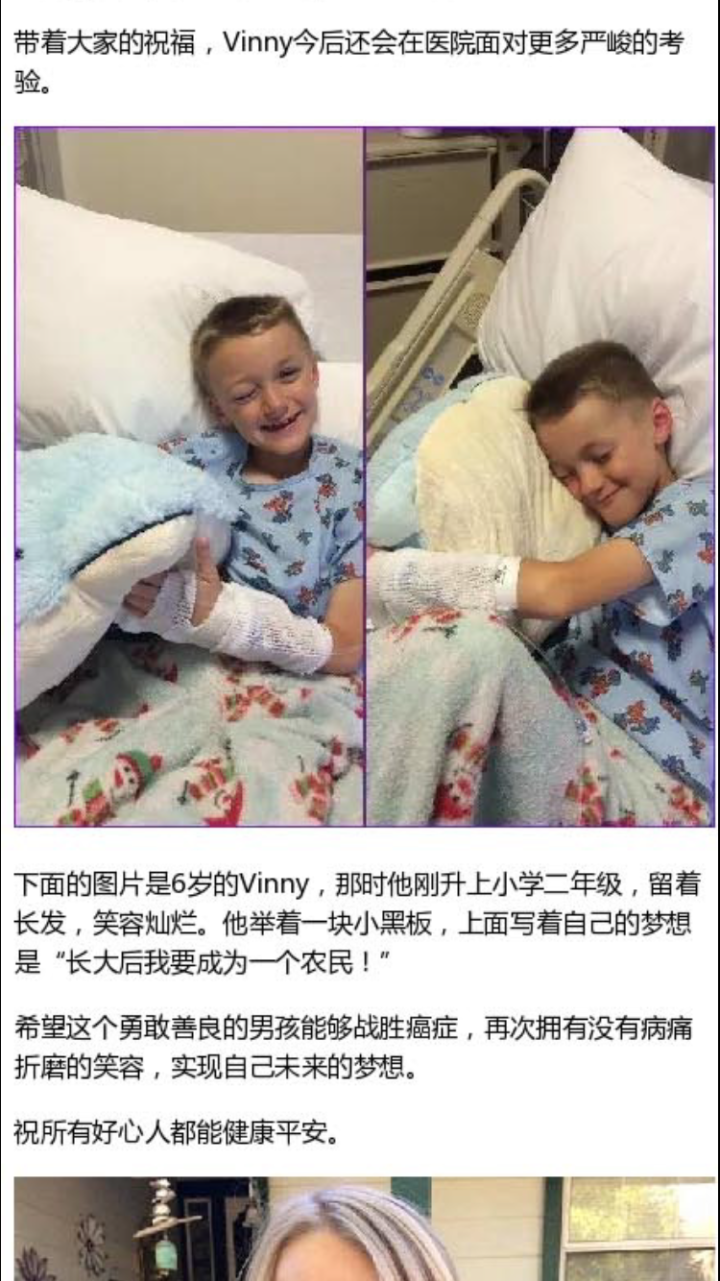 带着大家的祝福，Vinny今后还会在医院面对更多严峻的考
验。
下面的图片是6岁的Vinny，那时他刚升上小学二年级，留着
长发，笑容灿烂。他举着一块小黑板，上面写着自己的梦想
是“长大后我要成为一个农民！”
希望这个勇敢善良的男孩能够战胜癌症，再次拥有没有病痛
折磨的笑容，实现自己未来的梦想。
祝所有好心人都能健康平安。